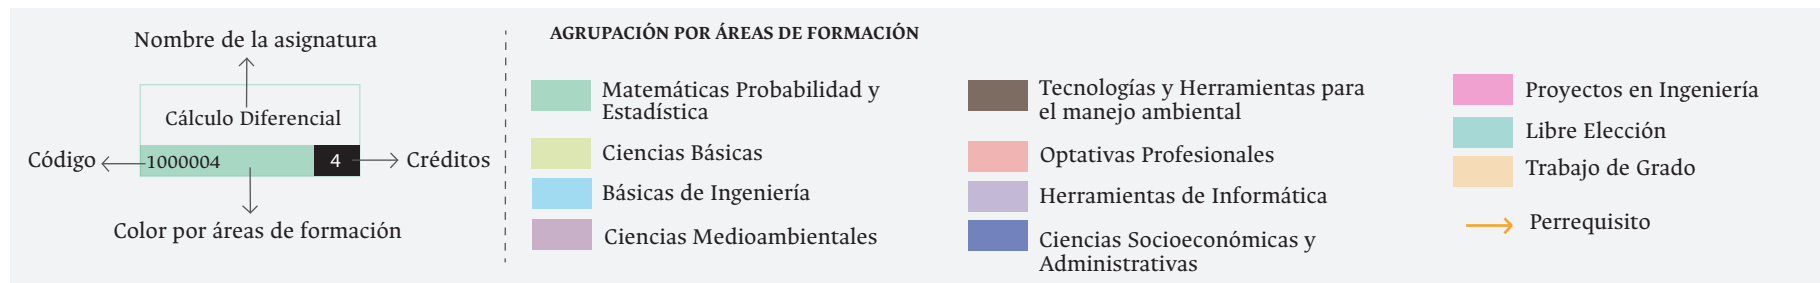 Nombre de la asignatura
Cálculo Diferencial
Código
1000004
4
Créditos
Color por áreas de formación
AGRUPACIÓN POR ÁREAS DE FORMACIÓN
Matemáticas Probabilidad y
Estadística
Ciencias Básicas
Básicas de Ingeniería
Ciencias Medioambientales
Tecnologías y Herramientas para
el manejo ambiental
Optativas Profesionales
Herramientas de Informática
Ciencias Socioeconómicas y
Administrativas
Proyectos en Ingeniería
Libre Elección
Trabajo de Grado
Perrequisito